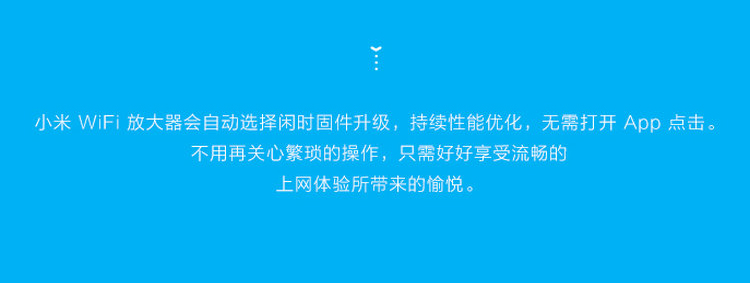 小米 WiFi 放大器会自动选择闲时固件升级，持续性能优化，无需打开 App 点击。
不用再关心繁琐的操作，只需好好享受流畅的
上网体验所带来的愉悦。